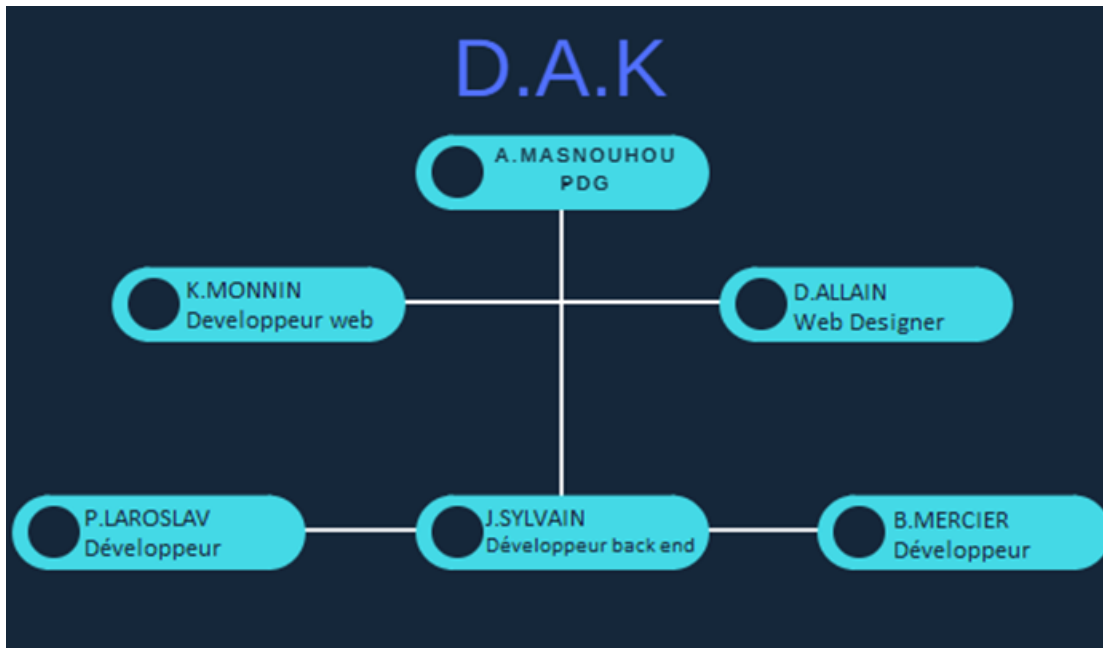 D.A.K
A.MASNOUHOU
PDG
K.MONNIN
Developpeur web
D.ALLAIN
Web Designer
P.LAROSLAV
Développeur
J.SYLVAIN
Développeur back end
B.MERCIER
Développeur